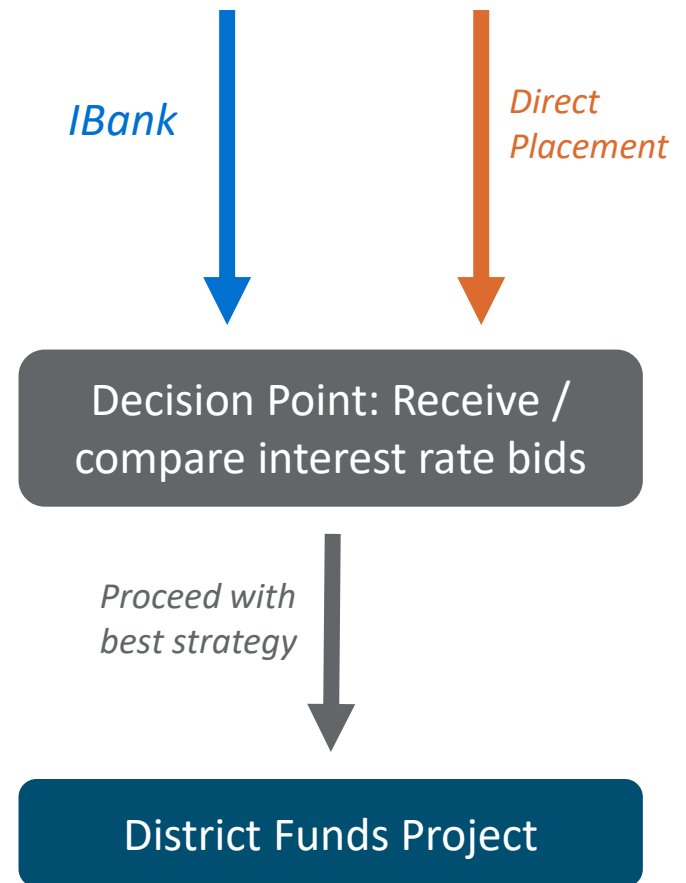 IBank
Direct
Placement
Decision Point: Receive /
compare interest rate bids
Proceed with
best strategy
District Funds Project